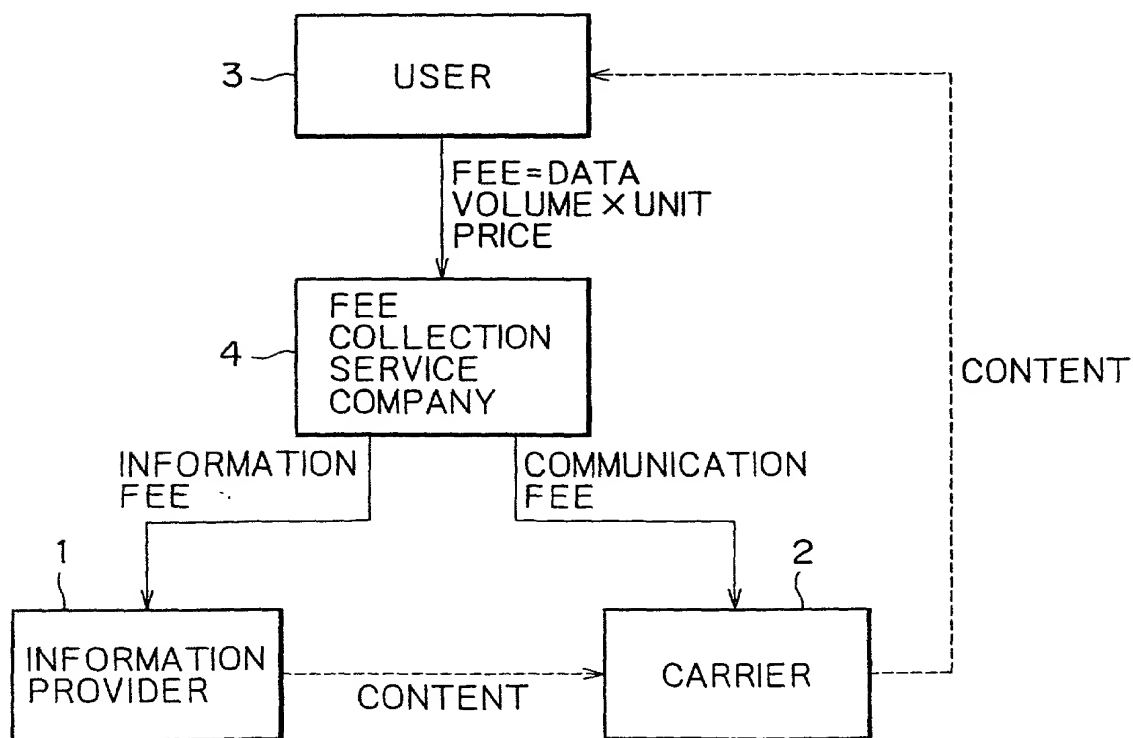 3
USER
FEE=DATA
VOLUME×UNIT
PRICE
4
FEE
COLLECTION
SERVICE
COMPANY
CONTENT
INFORMATION
FEE
COMMUNICATION
FEE
1
2
INFORMATION
PROVIDER
CONTENT
CARRIER